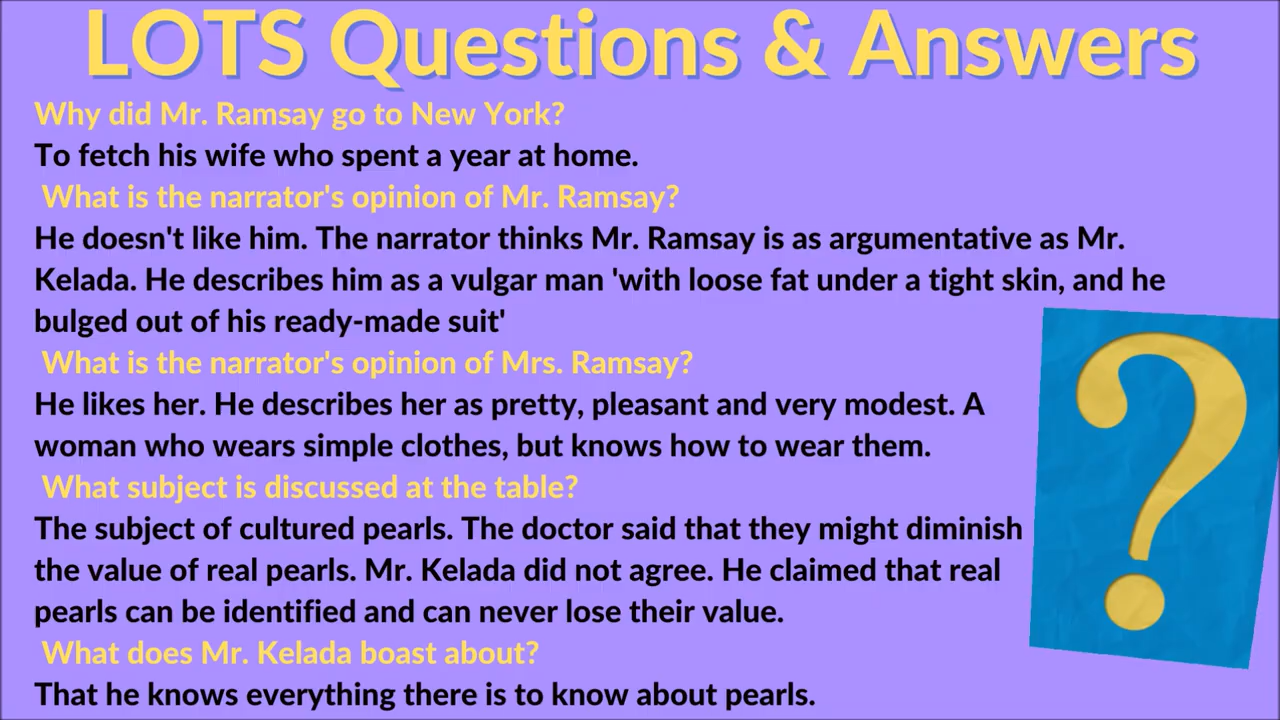 LOTS Questions & Answers
Why did Mr. Ramsay go to New York?
To fetch his wife who spent a year at home.
What is the narrator's opinion of Mr. Ramsay?
He doesn't like him. The narrator thinks Mr. Ramsay is as argumentative as Mr.
Kelada. He describes him as a vulgar man 'with loose fat under a tight skin, and he
bulged out of his ready-made suit'
What is the narrator's opinion of Mrs. Ramsay?
He likes her. He describes her as pretty, pleasant and very modest. A
woman who wears simple clothes, but knows how to wear them.
What subject is discussed at the table?
The subject of cultured pearls. The doctor said that they might diminish
the value of real pearls. Mr. Kelada did not agree. He claimed that real
pearls can be identified and can never lose their value.
What does Mr. Kelada boast about?
That he knows everything there is to know about pearls.
?